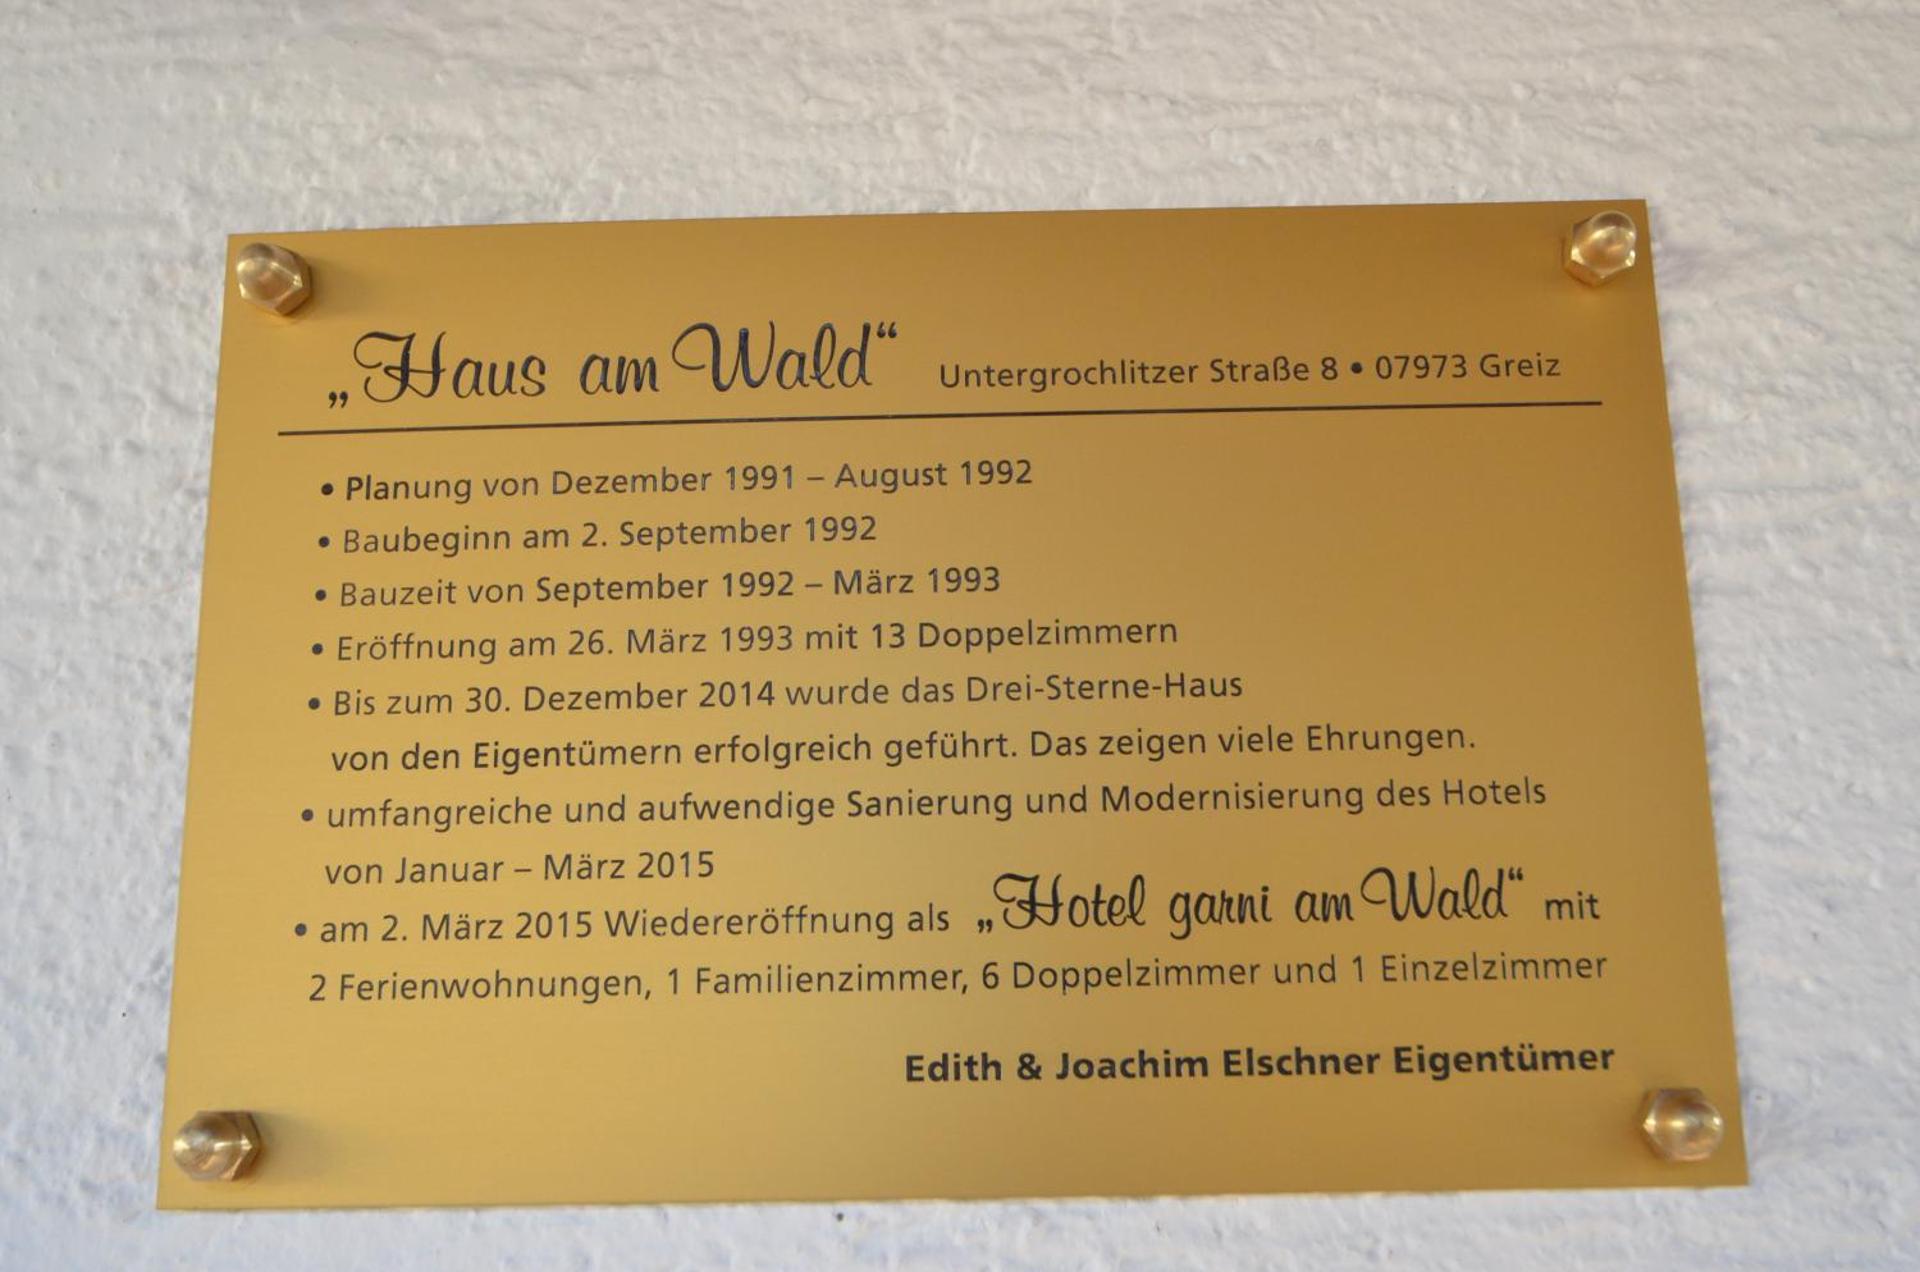 „Haus am Wald“ Untergrochlitzer Straße 8 • 07973 Greiz
• Planung von Dezember 1991 – August 1992
• Baubeginn am 2. September 1992
• Bauzeit von September 1992 – März 1993
• Eröffnung am 26. März 1993 mit 13 Doppelzimmern
• Bis zum 30. Dezember 2014 wurde das Drei-Sterne-Haus
von den Eigentümern erfolgreich geführt. Das zeigen viele Ehrungen.
• umfangreiche und aufwendige Sanierung und Modernisierung des Hotels
von Januar – März 2015
• am 2. März 2015 Wiedereröffnung als „Hotel garni am Wald“ mit
2 Ferienwohnungen, 1 Familienzimmer, 6 Doppelzimmer und 1 Einzelzimmer
Edith & Joachim Elschner Eigentümer